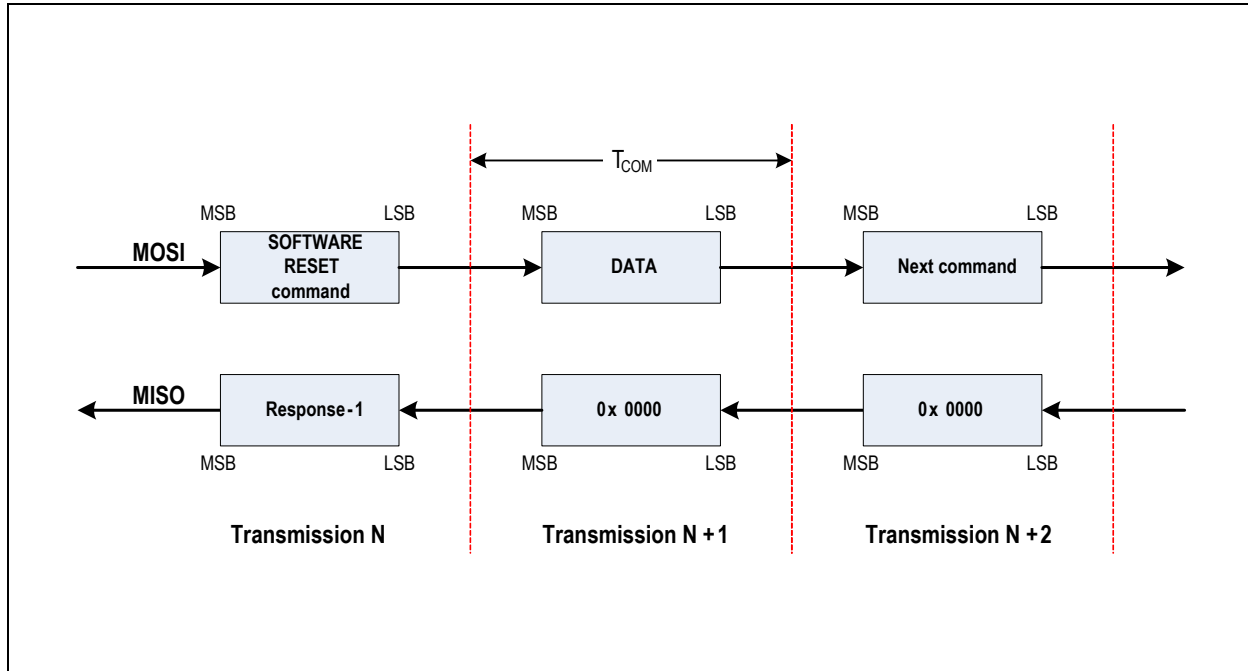 T_COM
MSB LSB MSB LSB MSB LSB
MOSI
SOFTWARE
RESET
command
DATA
Next command
MISO
Response-1
0x 0000
0x 0000
MSB LSB MSB LSB MSB LSB
Transmission N
Transmission N +1
Transmission N +2